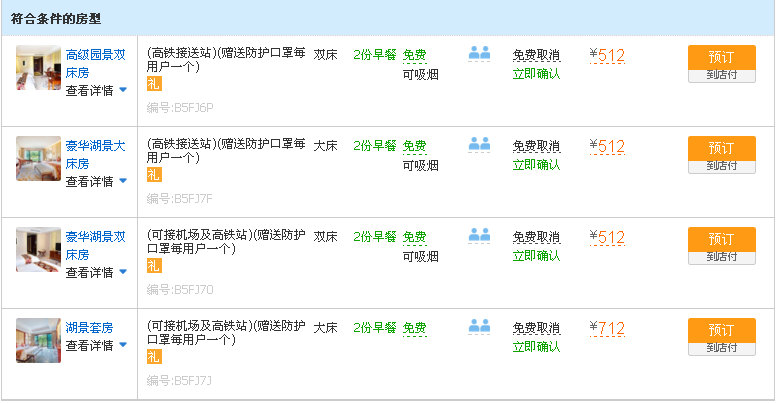 符合条件的房型
高级园景双床房
查看详情
(高铁接送站)(赠送防护口罩每用户一个)
礼
编号:B5FJ6P
双床
2份早餐
免费
可吸烟
免费取消
立即确认
¥512
预订
到店付
豪华湖景大床房
查看详情
(高铁接送站)(赠送防护口罩每用户一个)
礼
编号:B5FJ7F
大床
2份早餐
免费
可吸烟
免费取消
立即确认
¥512
预订
到店付
豪华湖景双床房
查看详情
(可接机场及高铁站)(赠送防护口罩每用户一个)
礼
编号:B5FJ70
双床
2份早餐
免费
可吸烟
免费取消
立即确认
¥512
预订
到店付
湖景套房
查看详情
(可接机场及高铁站)(赠送防护口罩每用户一个)
礼
编号:B5FJ7J
大床
2份早餐
免费
免费取消
立即确认
¥712
预订
到店付